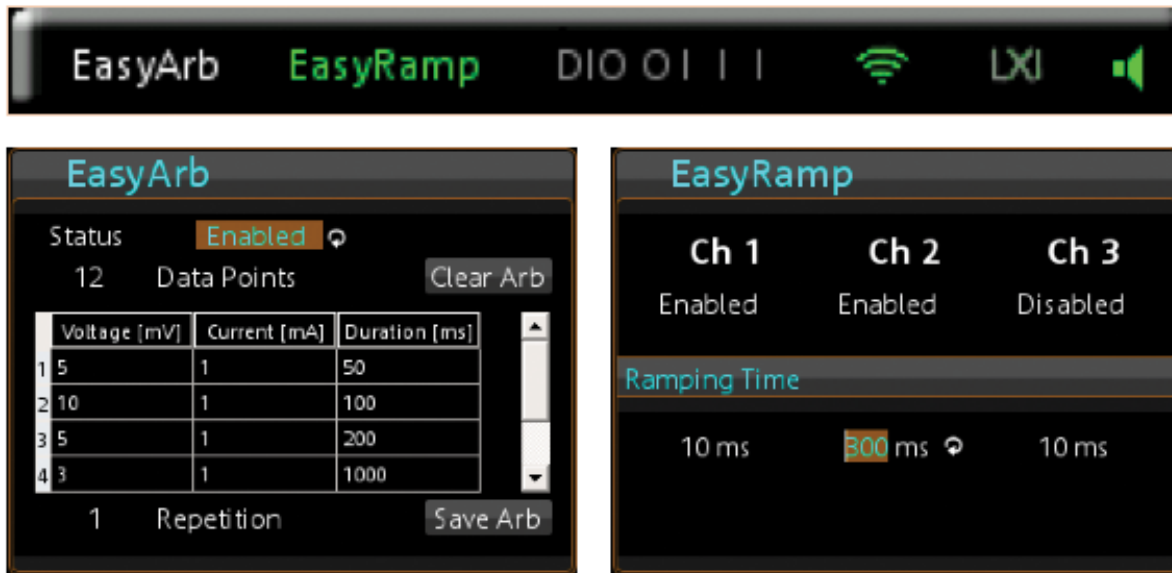 EasyArb EasyRamp DIO 0 I I I LXI
EasyArb
Status Enabled
12 Data Points Clear Arb
Voltage [mV] Current [mA] Duration [ms]
1 5 1 50
2 10 1 100
3 5 1 200
4 3 1 1000
1 Repetition Save Arb
EasyRamp
Ch 1 Ch 2 Ch 3
Enabled Enabled Disabled
Ramping Time
10 ms 300 ms 10 ms